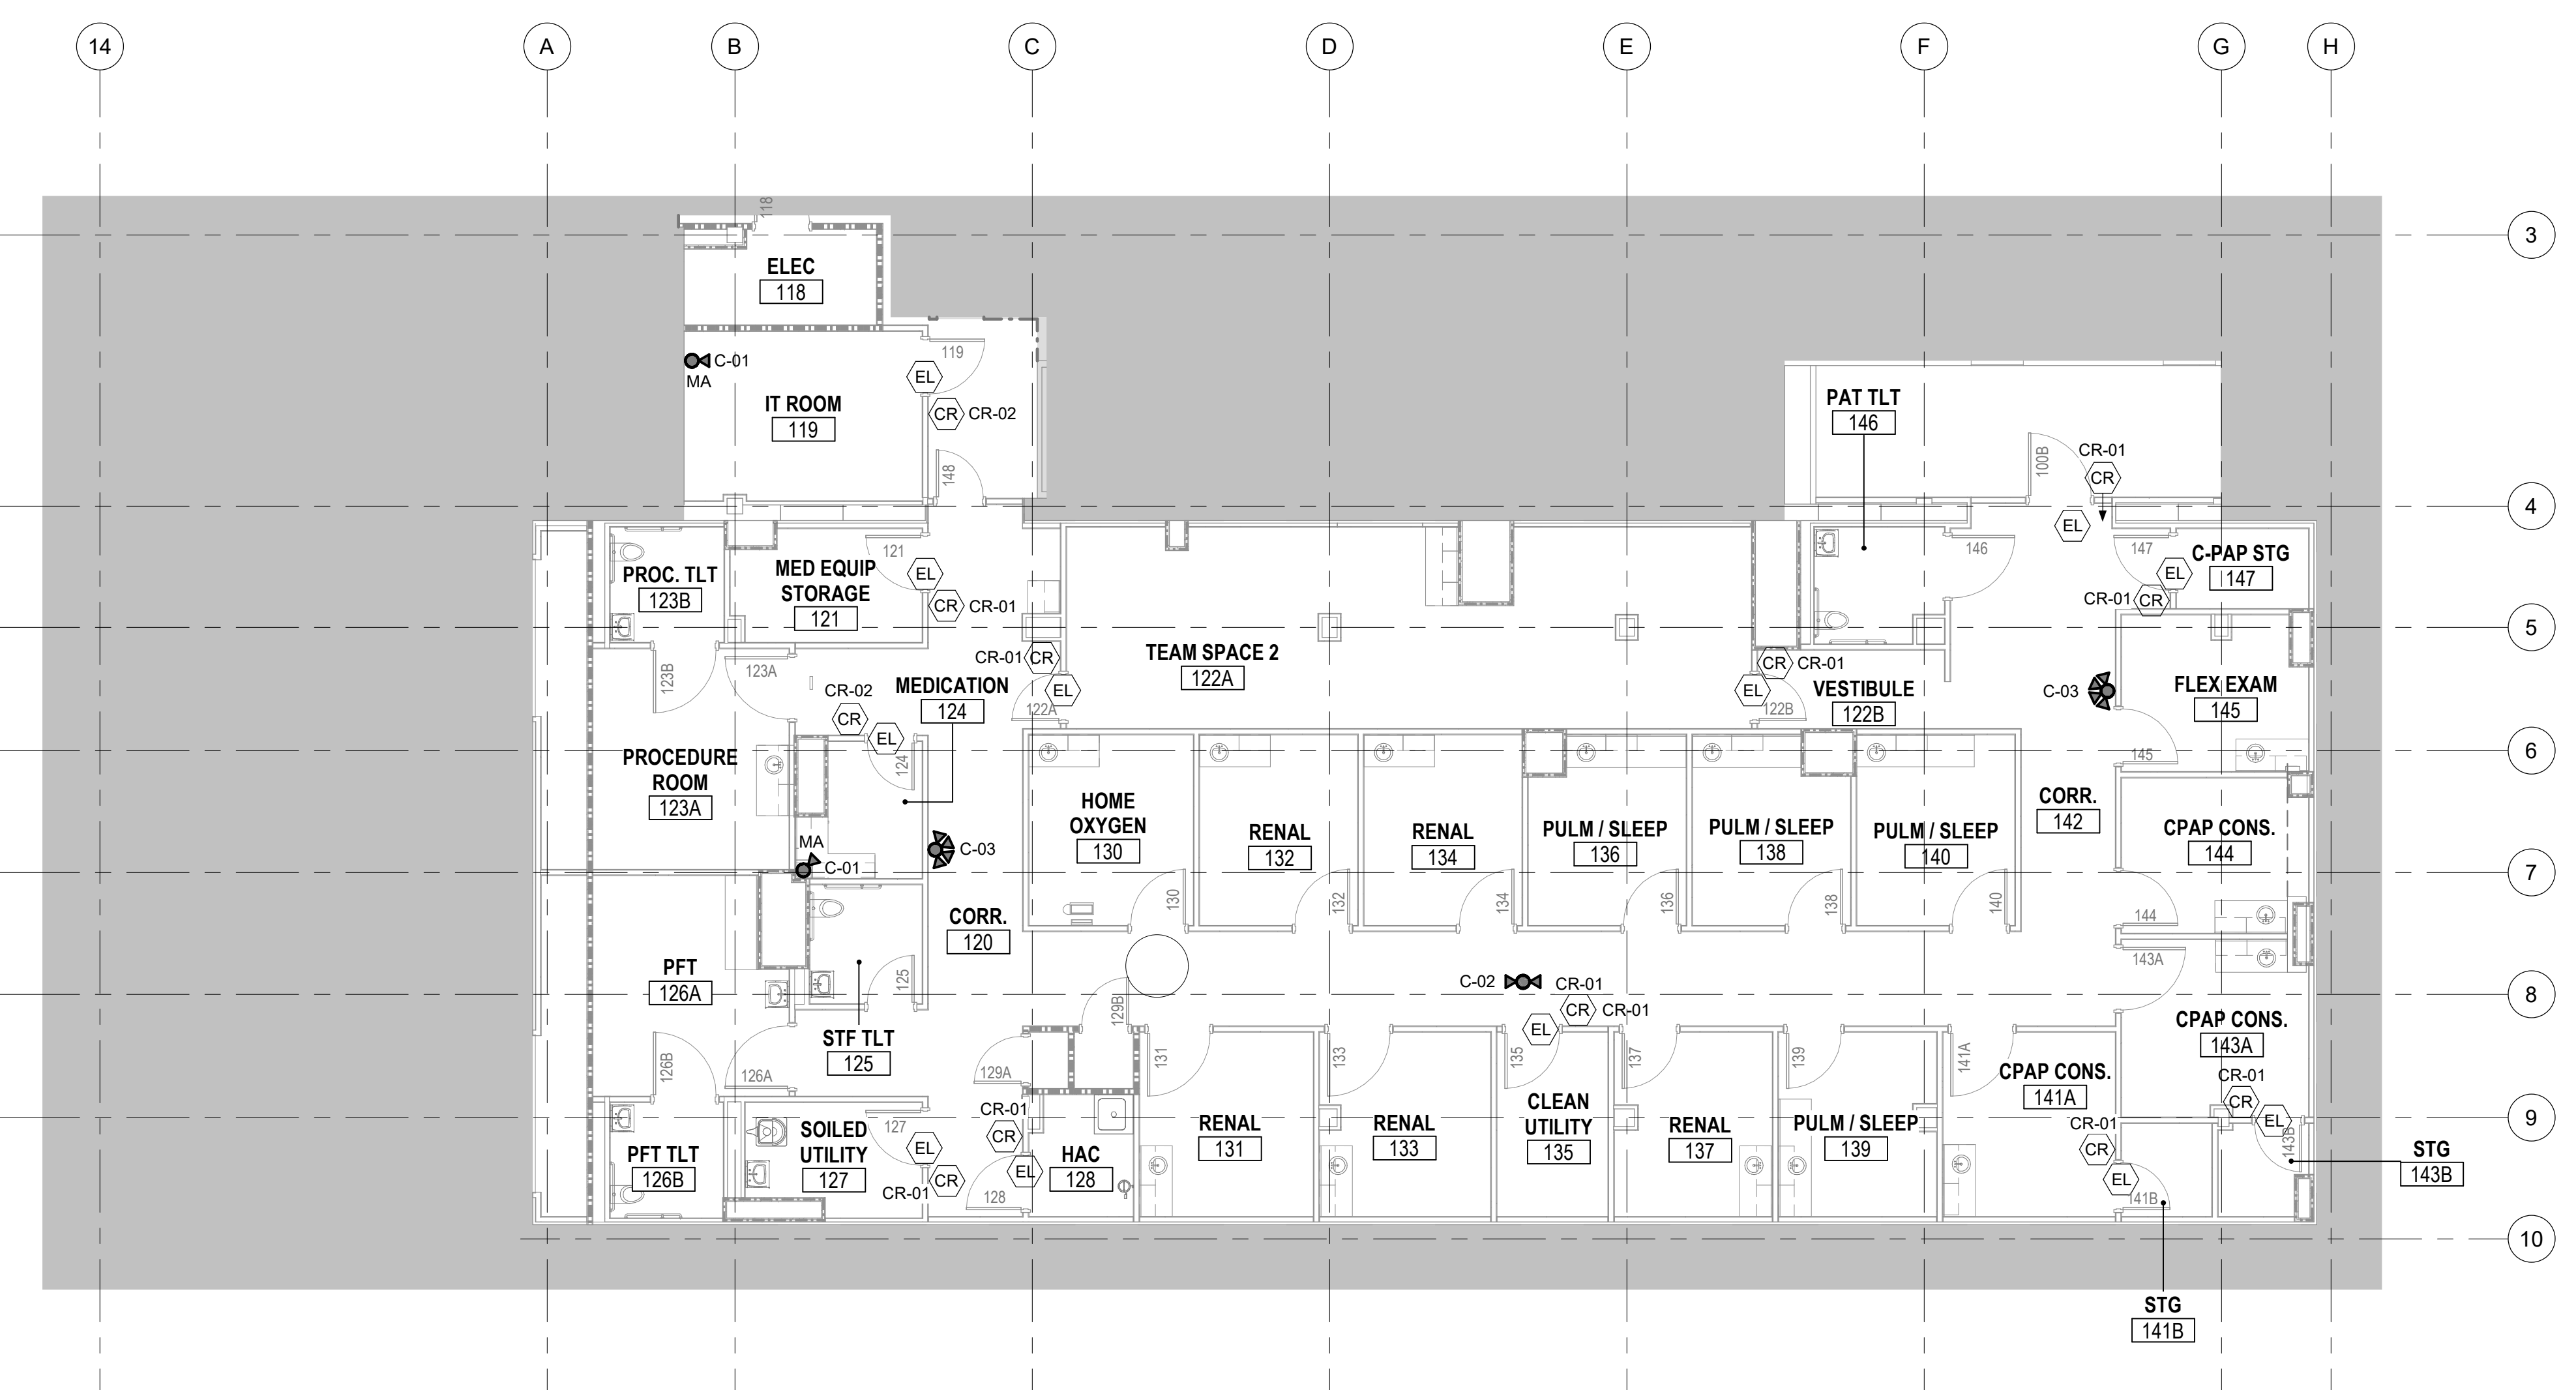 14
A
B
C
D
E
F
G
H
118
3
ELEC
118
C-01
MA
119
EL
IT ROOM
119
CR
CR-02
148
PAT TLT
146
100B
CR-01
CR
4
EL
121
146
147
C-PAP STG
147
PROC. TLT
123B
MED EQUIP
STORAGE
121
EL
CR
CR-01
EL
CR-01
CR
5
123B
123A
CR-01
CR
TEAM SPACE 2
122A
CR
CR-01
CR-02
CR
MEDICATION
124
EL
122A
EL
122B
VESTIBULE
122B
C-03
FLEX EXAM
145
EL
124
145
6
PROCEDURE
ROOM
123A
HOME
OXYGEN
130
RENAL
132
RENAL
134
PULM / SLEEP
136
PULM / SLEEP
138
PULM / SLEEP
140
CORR.
142
CPAP CONS.
144
MA
C-01
C-03
7
130
132
134
136
138
140
144
CORR.
120
143A
PFT
126A
125
C-02
CR-01
CR
CR-01
8
129B
EL
STF TLT
125
CPAP CONS.
143A
126B
126A
129A
131
133
135
137
139
141A
CPAP CONS.
141A
CR-01
CR
CR-01
CR
127
SOILED
UTILITY
127
EL
CR-01
CR
EL
128
HAC
128
RENAL
131
RENAL
133
CLEAN
UTILITY
135
RENAL
137
PULM / SLEEP
139
CR-01
CR
EL
141B
EL
143B
9
PFT TLT
126B
STG
143B
10
STG
141B